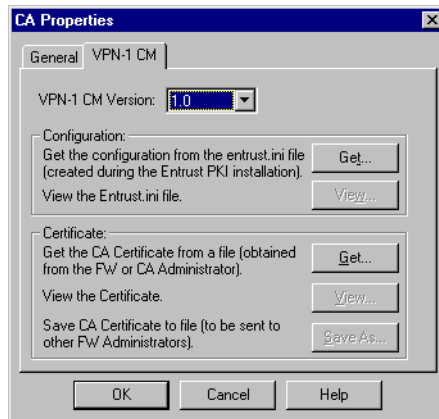 CA Properties
General
VPN-1 CM
VPN-1 CM Version:
1.0
Configuration:
Get the configuration from the entrust.ini file
(created during the Entrust PKI installation).
Get...
View the Entrust.ini file.
View...
Certificate:
Get the CA Certificate from a file (obtained
from the FW or CA Administrator).
Get...
View the Certificate.
View...
Save CA Certificate to file (to be sent to
other FW Administrators).
Save As...
OK
Cancel
Help